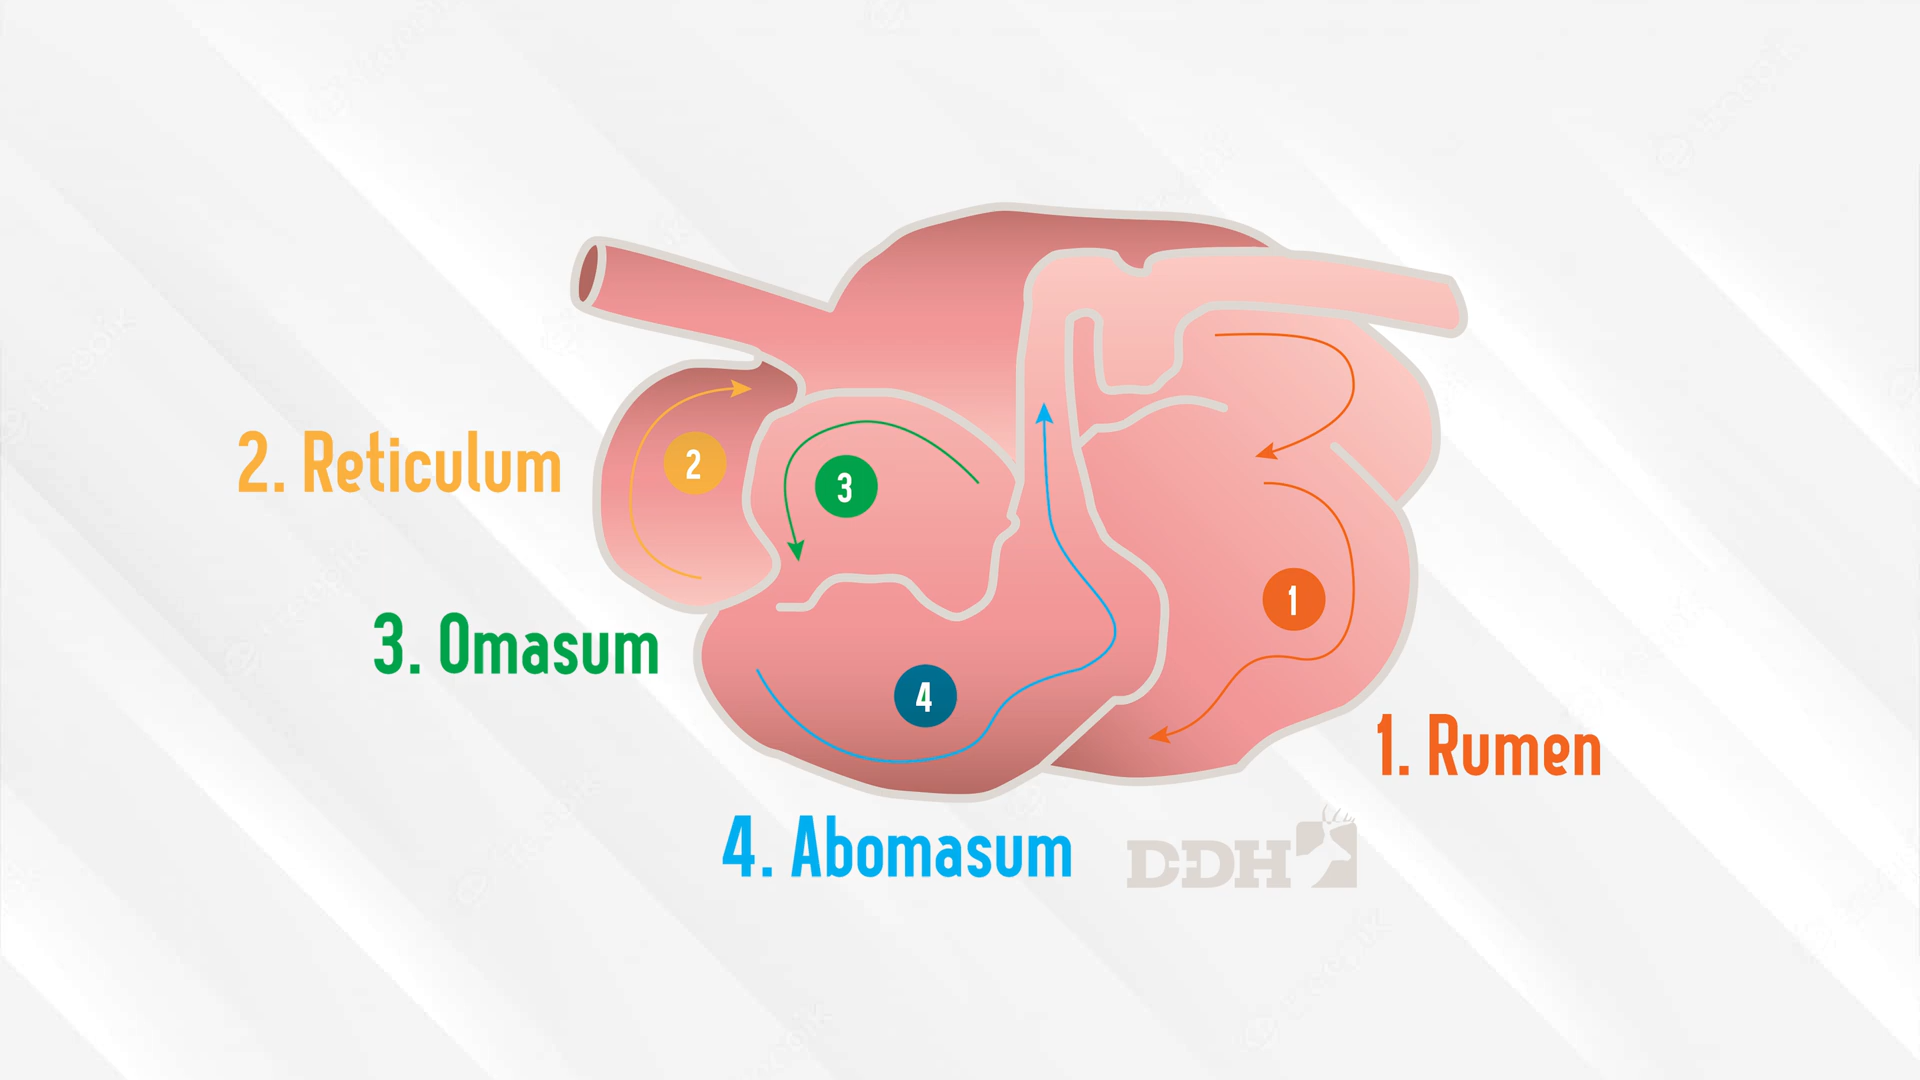 2. Reticulum
2
3
3. Omasum
1
4
1. Rumen
4. Abomasum
DDH